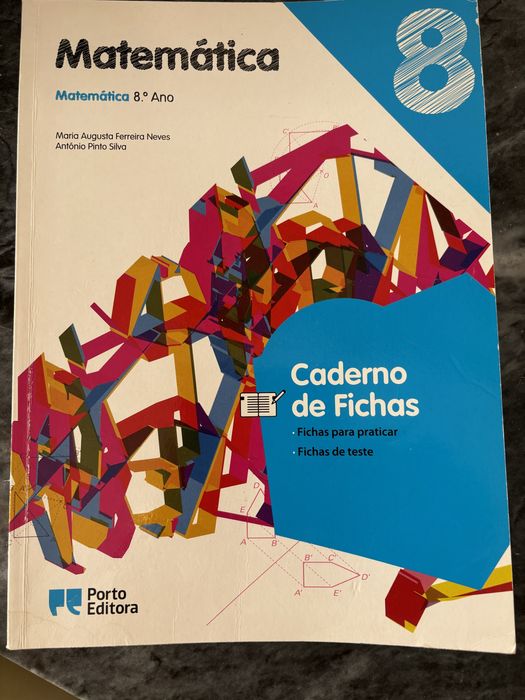 Matemática
8
Matemática 8.º Ano
Maria Augusta Ferreira Neves
António Pinto Silva
C
O
A
Caderno
de Fichas
· Fichas para praticar
· Fichas de teste
D
E
A B'
B' C'
D'
A' E'
Porto
Editora